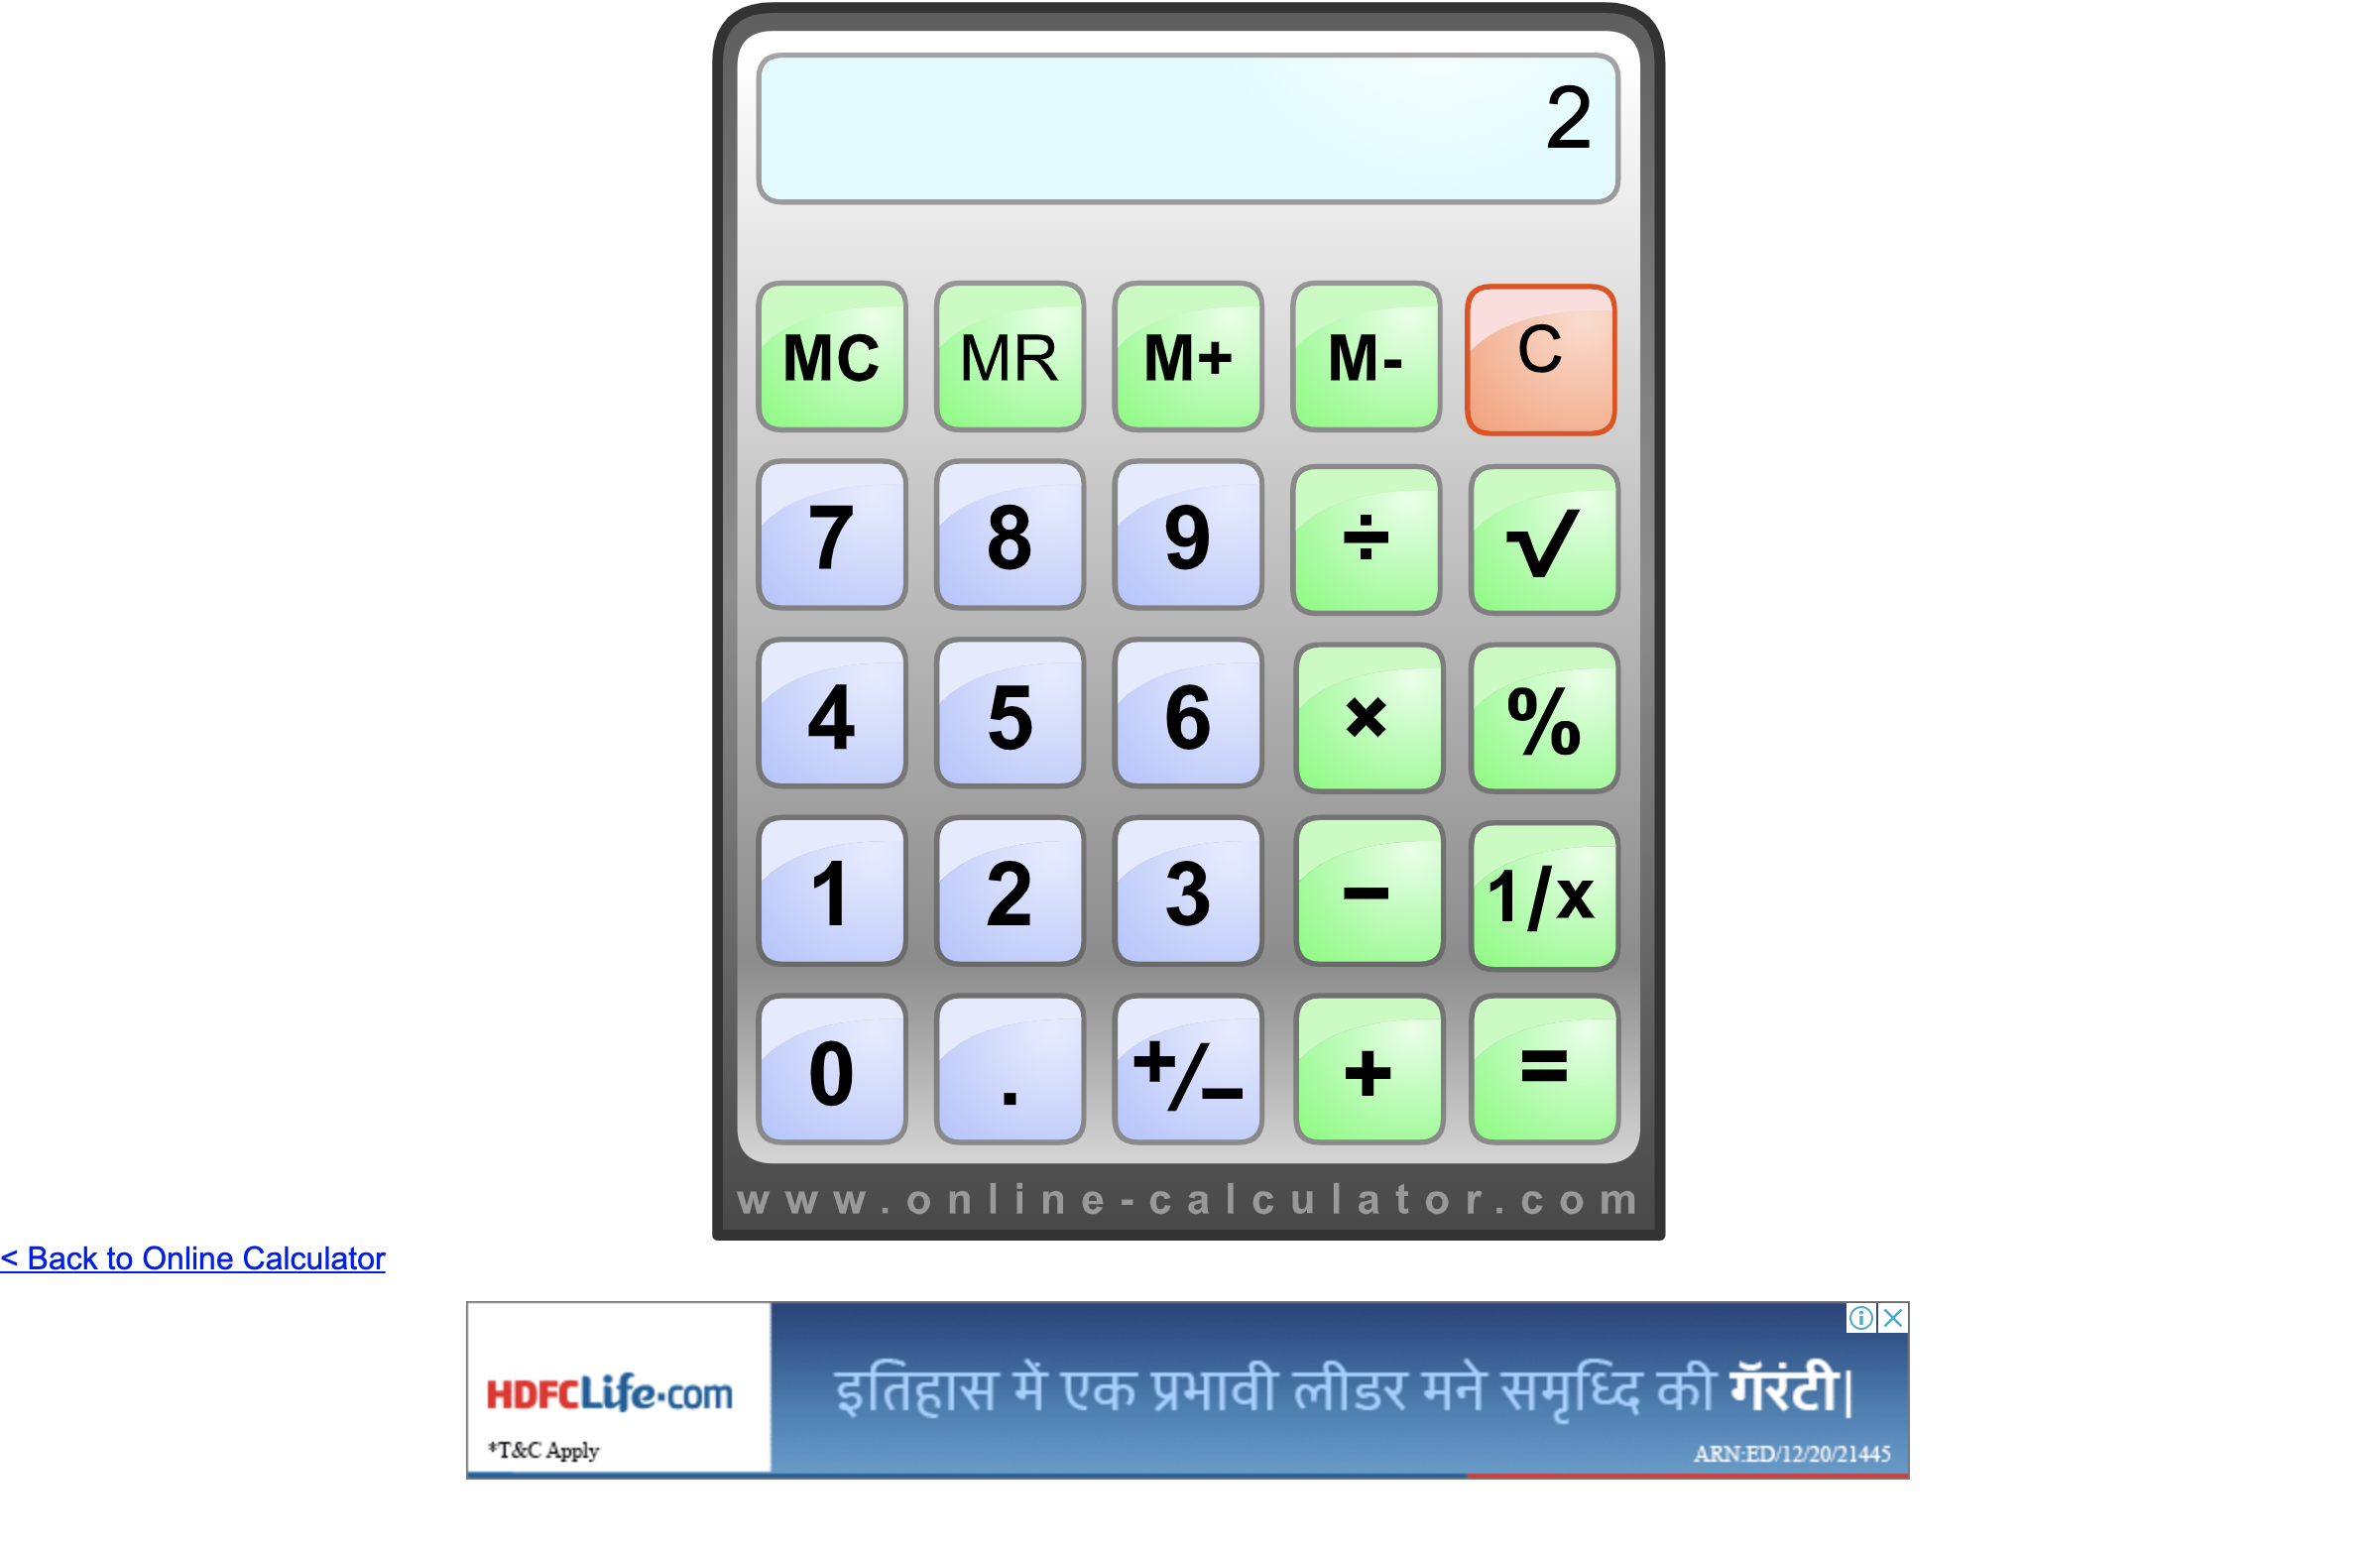 2
MC MR M+ M- C
7 8 9 ÷ √
4 5 6 × %
1 2 3 − 1/x
0 . +/− + =
www.online-calculator.com
< Back to Online Calculator
HDFCLife.com
*T&C Apply
इतिहास में एक प्रभावी लीडर मने समृध्दि की गॅरंटी|
ARN:ED/12/20/21445